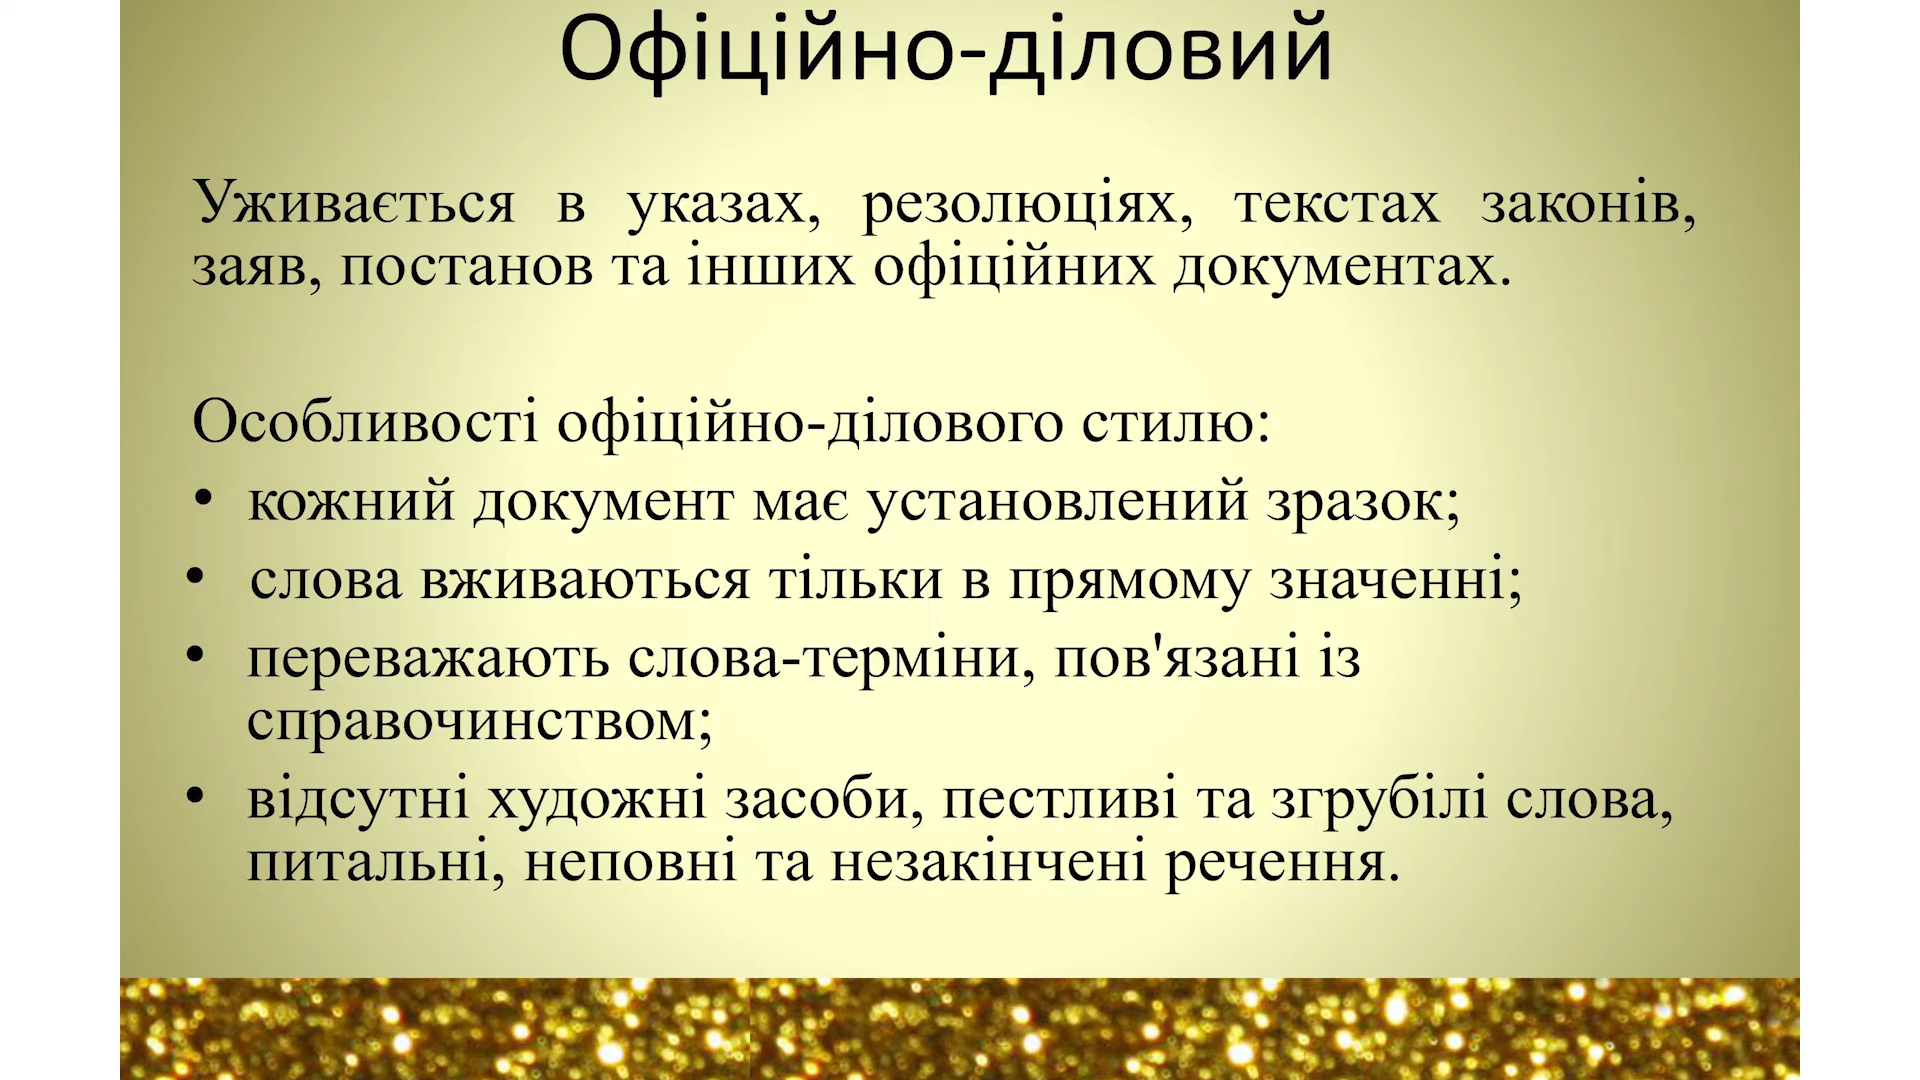 Офіційно-діловий
Уживається в указах, резолюціях, текстах законів,
заяв, постанов та інших офіційних документах.
Особливості офіційно-ділового стилю:
• кожний документ має установлений зразок;
• слова вживаються тільки в прямому значенні;
• переважають слова-терміни, пов'язані із
справочинством;
• відсутні художні засоби, пестливі та згрубілі слова,
питальні, неповні та незакінчені речення.